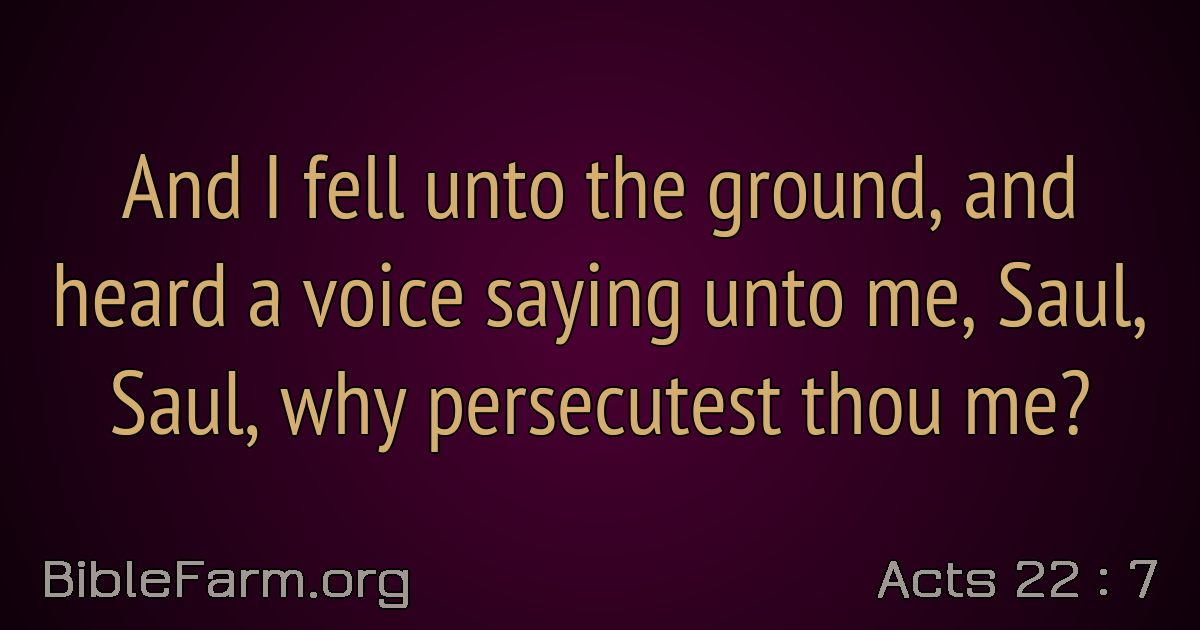 And I fell unto the ground, and
heard a voice saying unto me, Saul,
Saul, why persecutest thou me?
BibleFarm.org
Acts 22 : 7